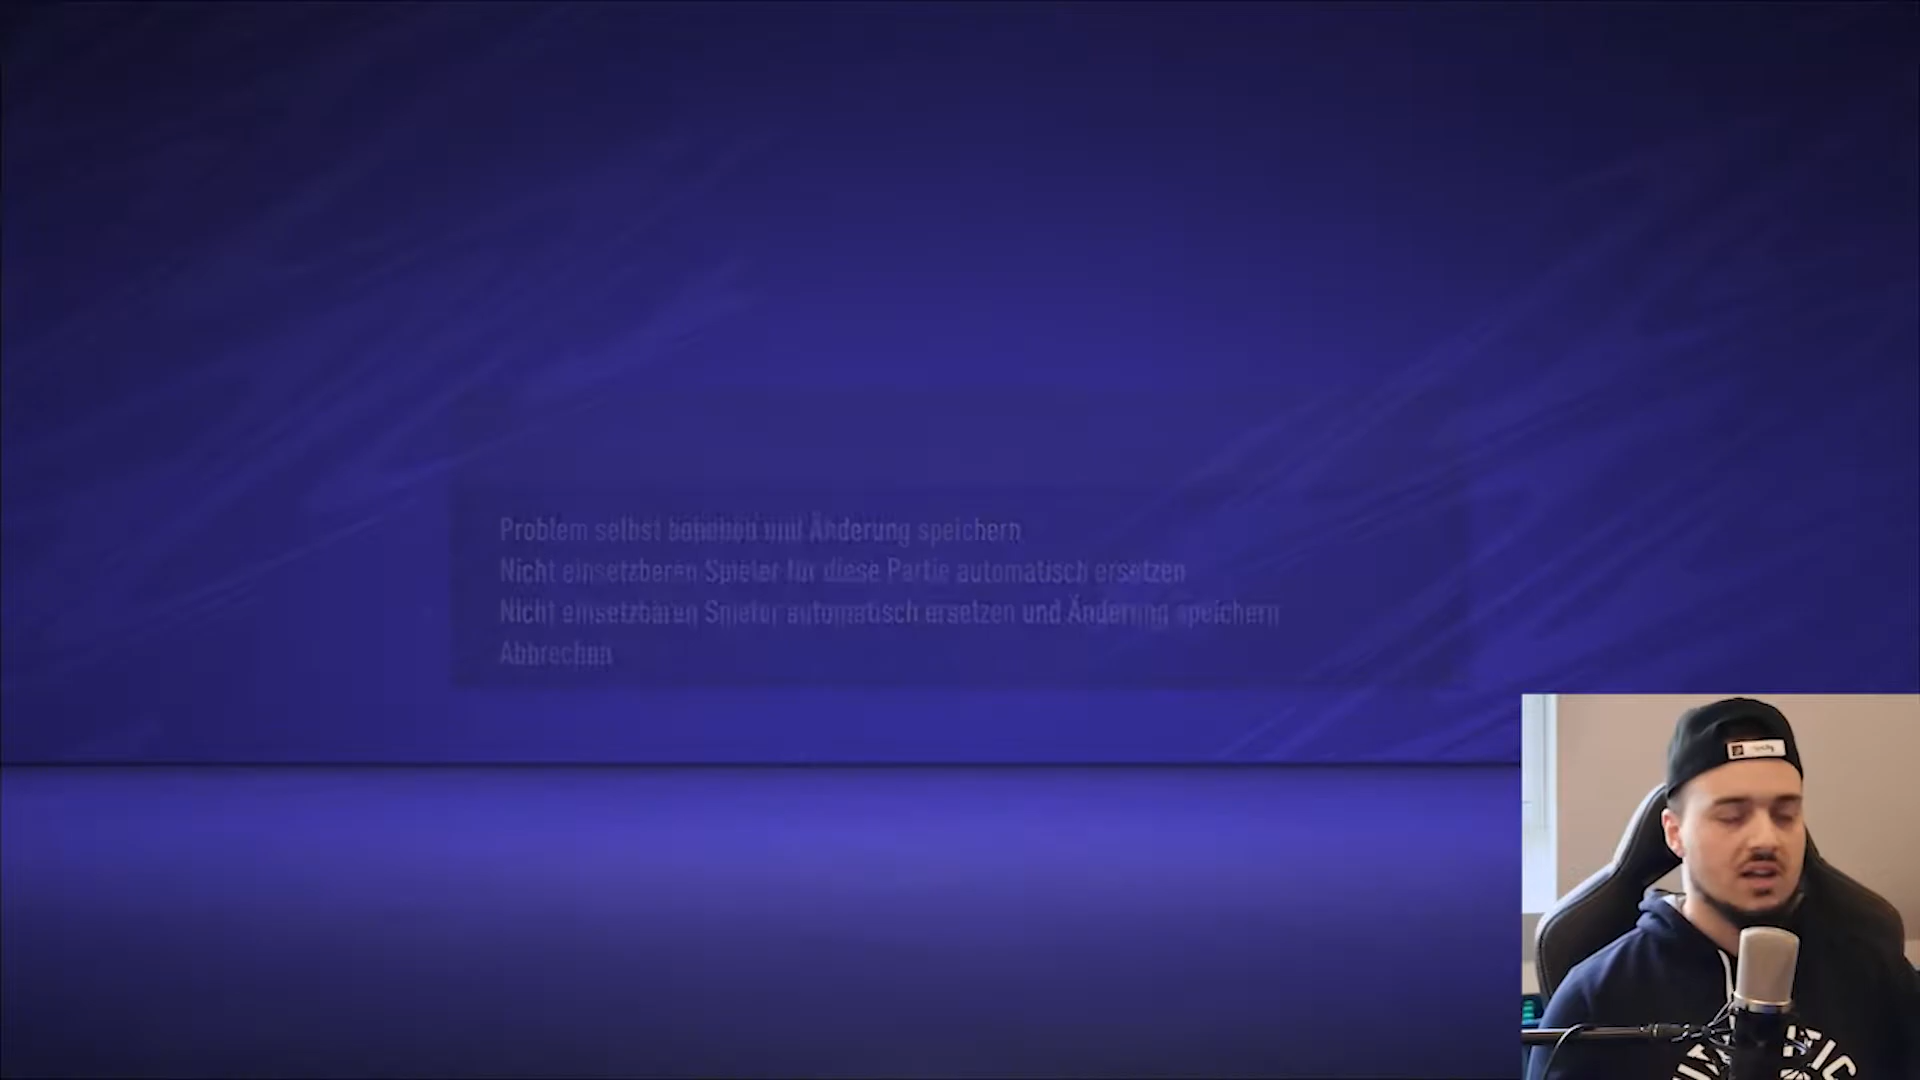 Problem selbst beheben und Änderung speichern
Nicht einsetzbaren Spieler für diese Partie automatisch ersetzen
Nicht einsetzbaren Spieler automatisch ersetzen und Änderung speichern
Abbrechen